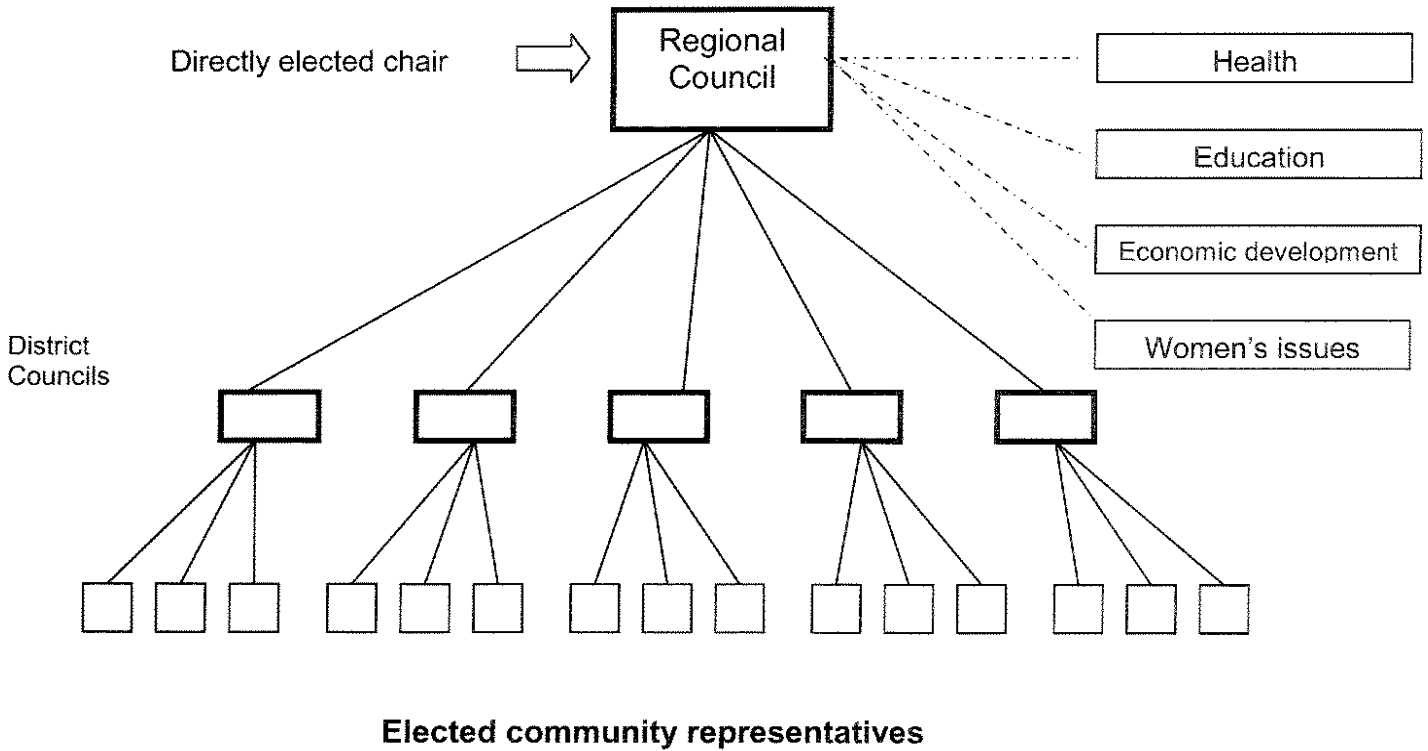 Directly elected chair
Regional
Council
Health
Education
Economic development
Women's issues
District
Councils
Elected community representatives